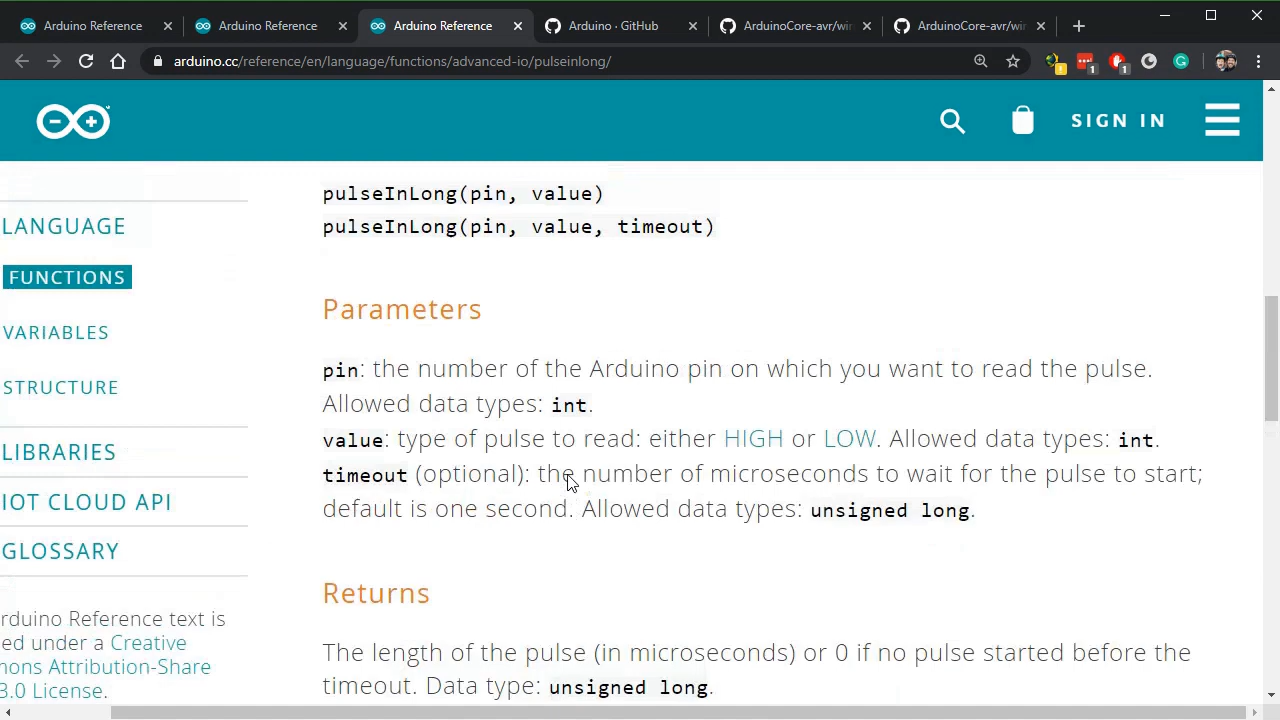 Arduino Reference
Arduino Reference
Arduino Reference
Arduino · GitHub
ArduinoCore-avr/wir
ArduinoCore-avr/wir
arduino.cc/reference/en/language/functions/advanced-io/pulseinlong/
1
1
SIGN IN
LANGUAGE
FUNCTIONS
VARIABLES
STRUCTURE
LIBRARIES
IOT CLOUD API
GLOSSARY
rduino Reference text is
ed under a Creative
mons Attribution-Share
3.0 License.
pulseInLong(pin, value)
pulseInLong(pin, value, timeout)
Parameters
pin: the number of the Arduino pin on which you want to read the pulse.
Allowed data types: int.
value: type of pulse to read: either HIGH or LOW. Allowed data types: int.
timeout (optional): the number of microseconds to wait for the pulse to start;
default is one second. Allowed data types: unsigned long.
Returns
The length of the pulse (in microseconds) or 0 if no pulse started before the
timeout. Data type: unsigned long.